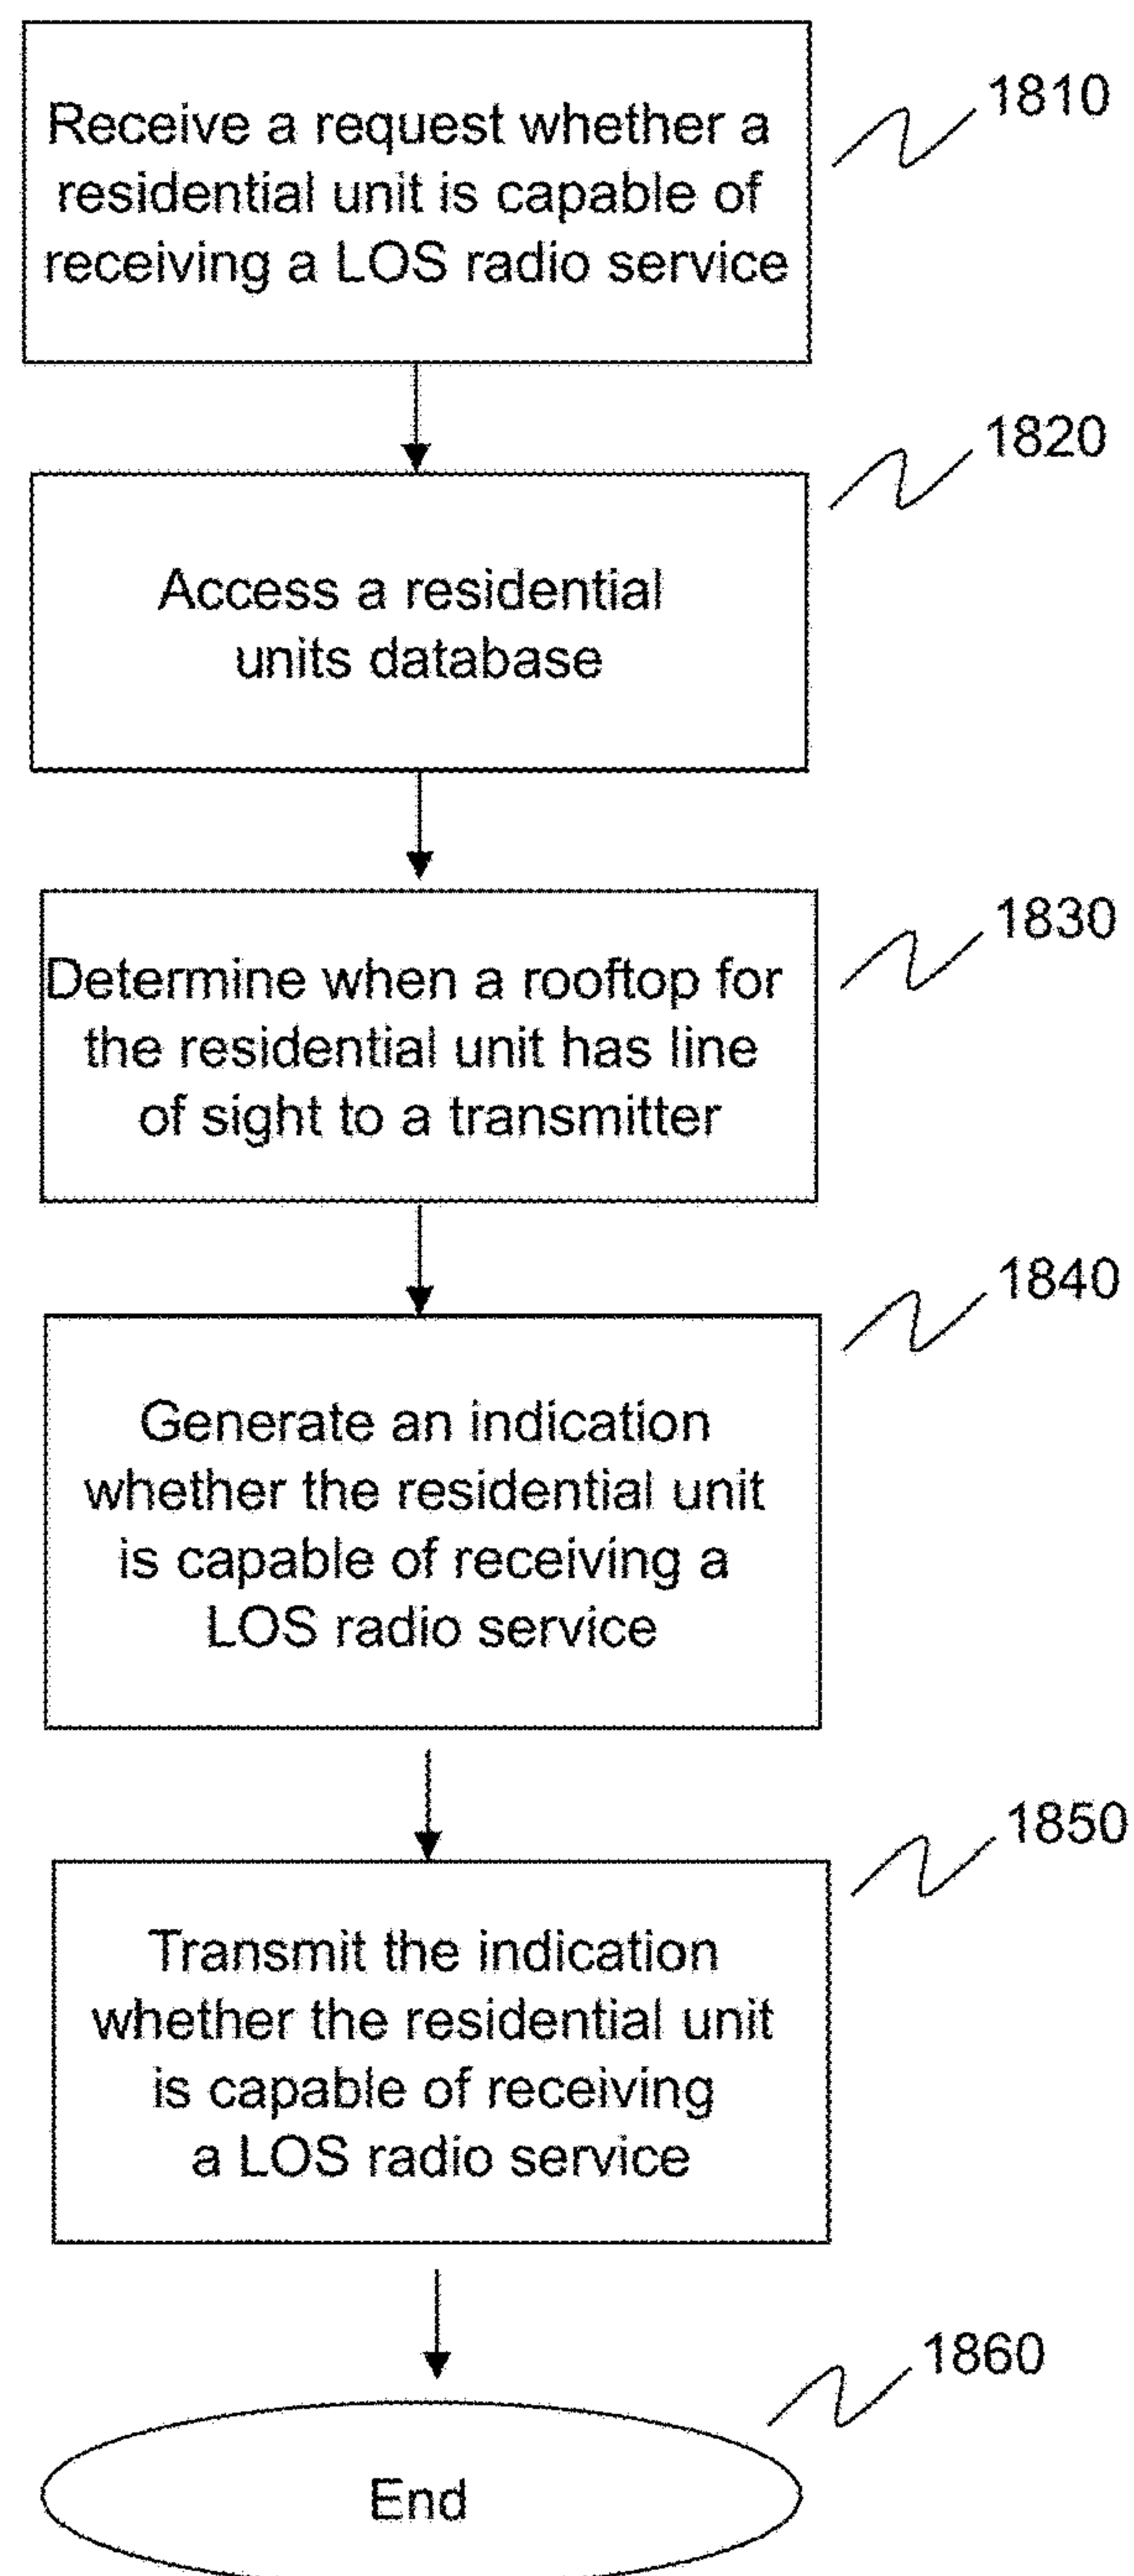 Receive a request whether a
residential unit is capable of
receiving a LOS radio service
1810
Access a residential
units database
1820
Determine when a rooftop for
the residential unit has line
of sight to a transmitter
1830
Generate an indication
whether the residential unit
is capable of receiving a
LOS radio service
1840
Transmit the indication
whether the residential unit
is capable of receiving
a LOS radio service
1850
End
1860